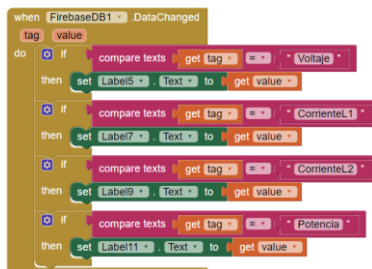 when FirebaseDB1 .DataChanged
tag value
do if compare texts get tag = " Voltaje "
then set Label5 . Text to get value
if compare texts get tag = " CorrienteL1
then set Label7 . Text to get value
if compare texts get tag = " CorrienteL2
then set Label9 . Text to get value
if compare texts get tag = " Potencia "
then set Label11 . Text to get value